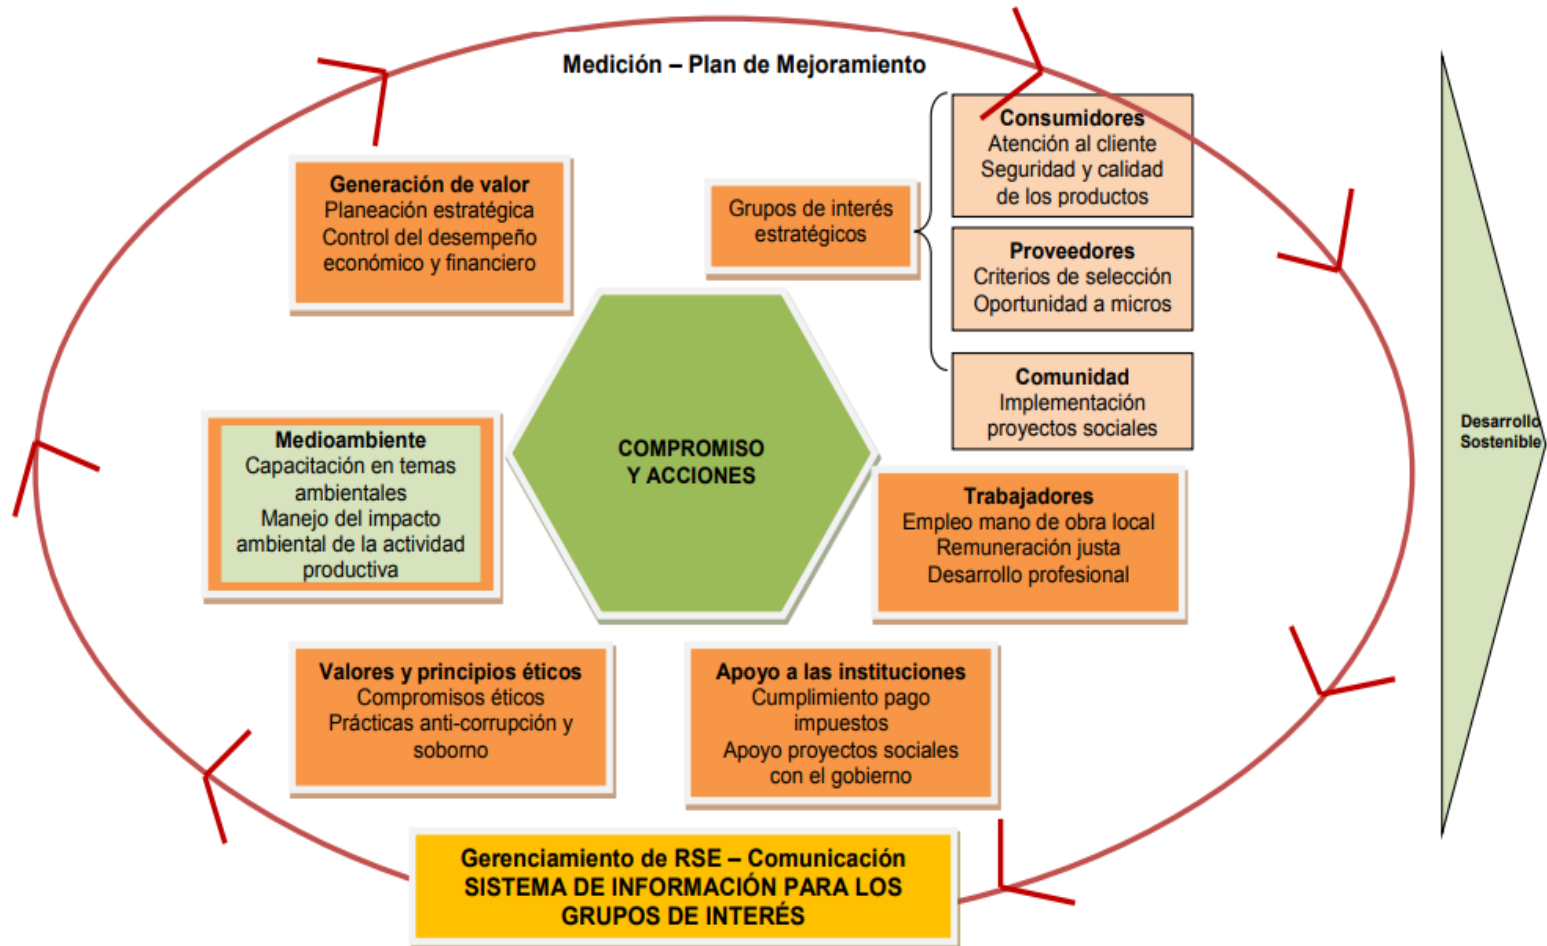 Medición – Plan de Mejoramiento
Generación de valor
Planeación estratégica
Control del desempeño
económico y financiero
Grupos de interés
estratégicos
Consumidores
Atención al cliente
Seguridad y calidad
de los productos
Proveedores
Criterios de selección
Oportunidad a micros
Comunidad
Implementación
proyectos sociales
Medioambiente
Capacitación en temas
ambientales
Manejo del impacto
ambiental de la actividad
productiva
COMPROMISO
Y ACCIONES
Trabajadores
Empleo mano de obra local
Remuneración justa
Desarrollo profesional
Desarrollo
Sostenible
Valores y principios éticos
Compromisos éticos
Prácticas anti-corrupción y
soborno
Apoyo a las instituciones
Cumplimiento pago
impuestos
Apoyo proyectos sociales
con el gobierno
Gerenciamiento de RSE – Comunicación
SISTEMA DE INFORMACIÓN PARA LOS
GRUPOS DE INTERÉS